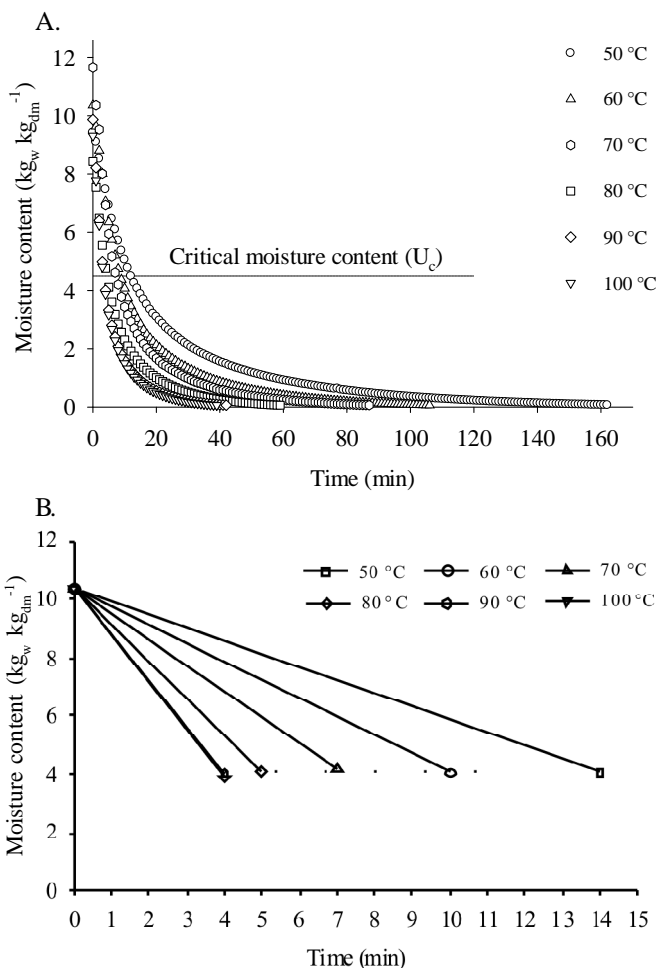 A.
12
10
8
6
4
2
0
0 20 40 60 80 100 120 140 160
Time (min)
Moisture content (kg_w kg_dm^-1)
Critical moisture content (U_c)
50 °C
60 °C
70 °C
80 °C
90 °C
100 °C
B.
12
10
8
6
4
2
0
0 1 2 3 4 5 6 7 8 9 10 11 12 13 14 15
Time (min)
Moisture content (kg_w kg_dm^-1)
50 °C 60 °C 70 °C
80 °C 90 °C 100 °C